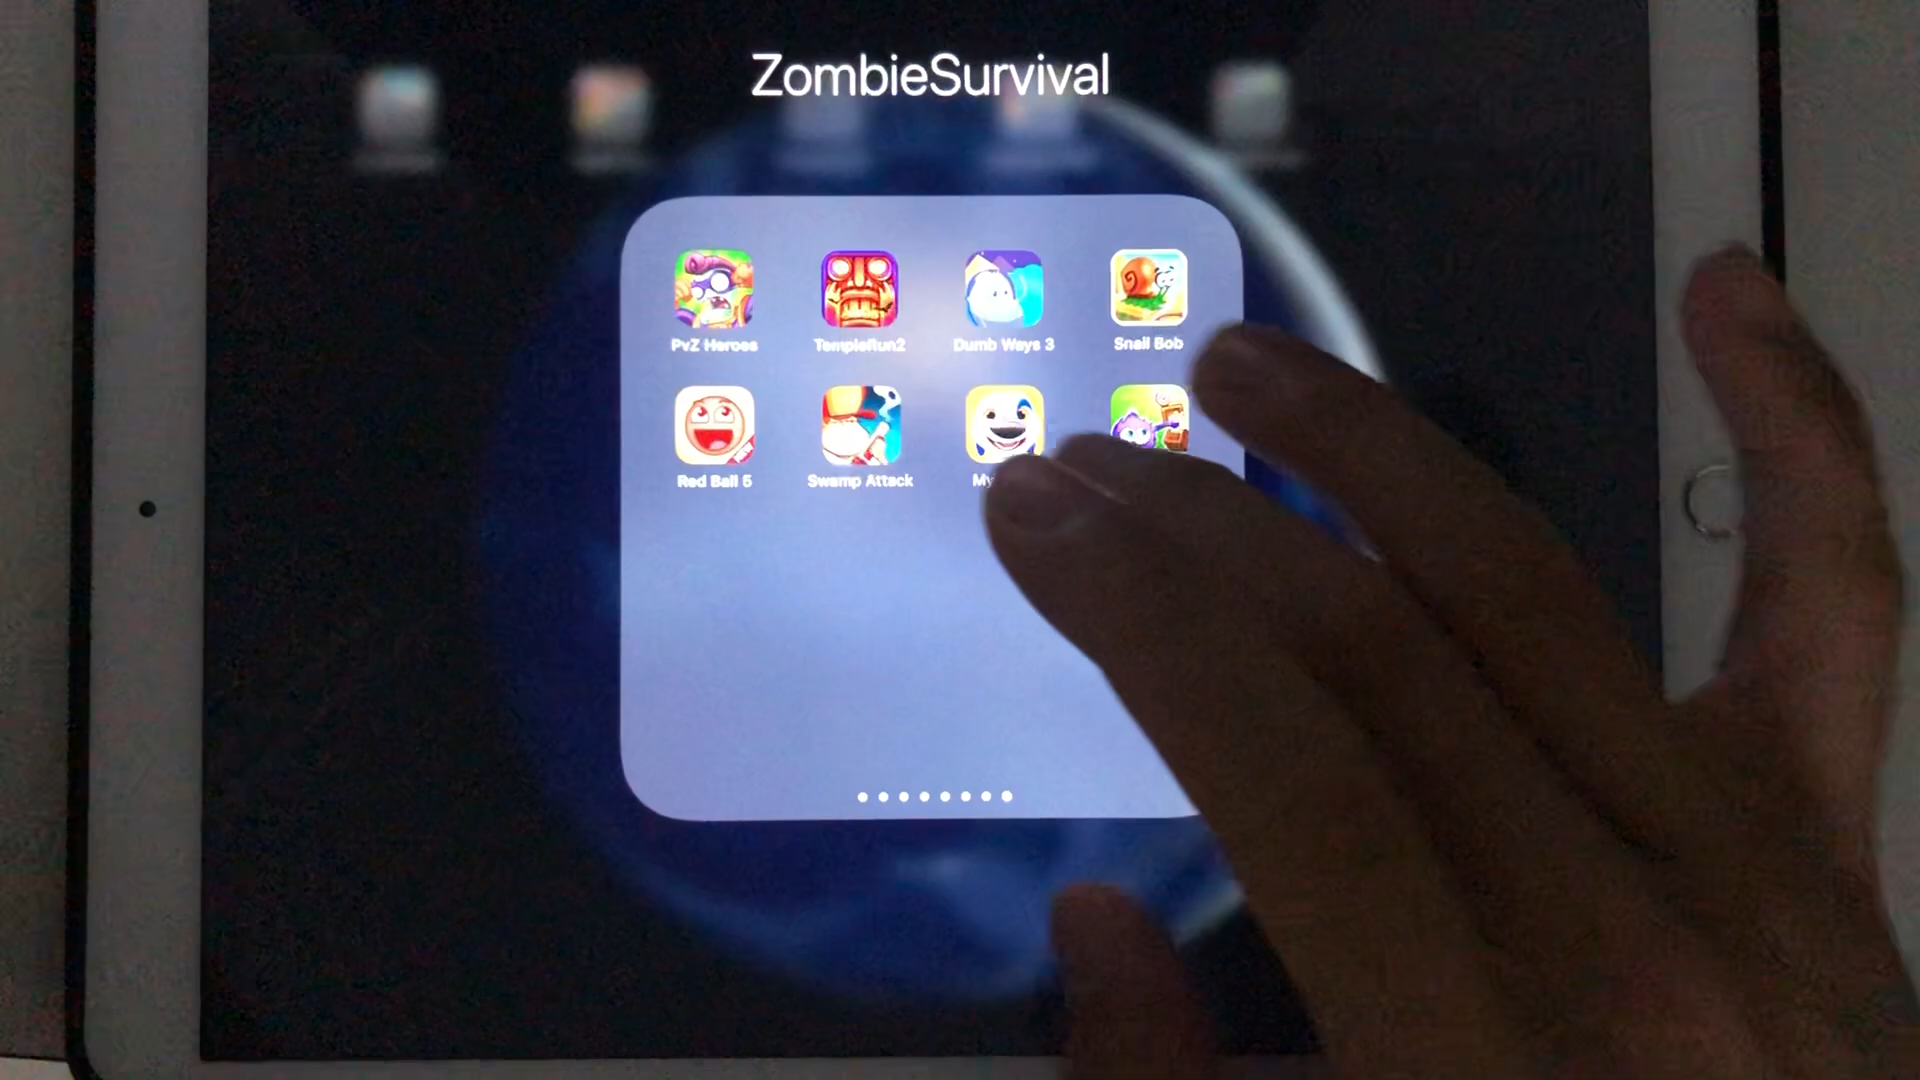 ZombieSurvival
PvZ Heroes
TempleRun2
Dumb Ways 3
Snail Bob
Red Ball 5
Swamp Attack